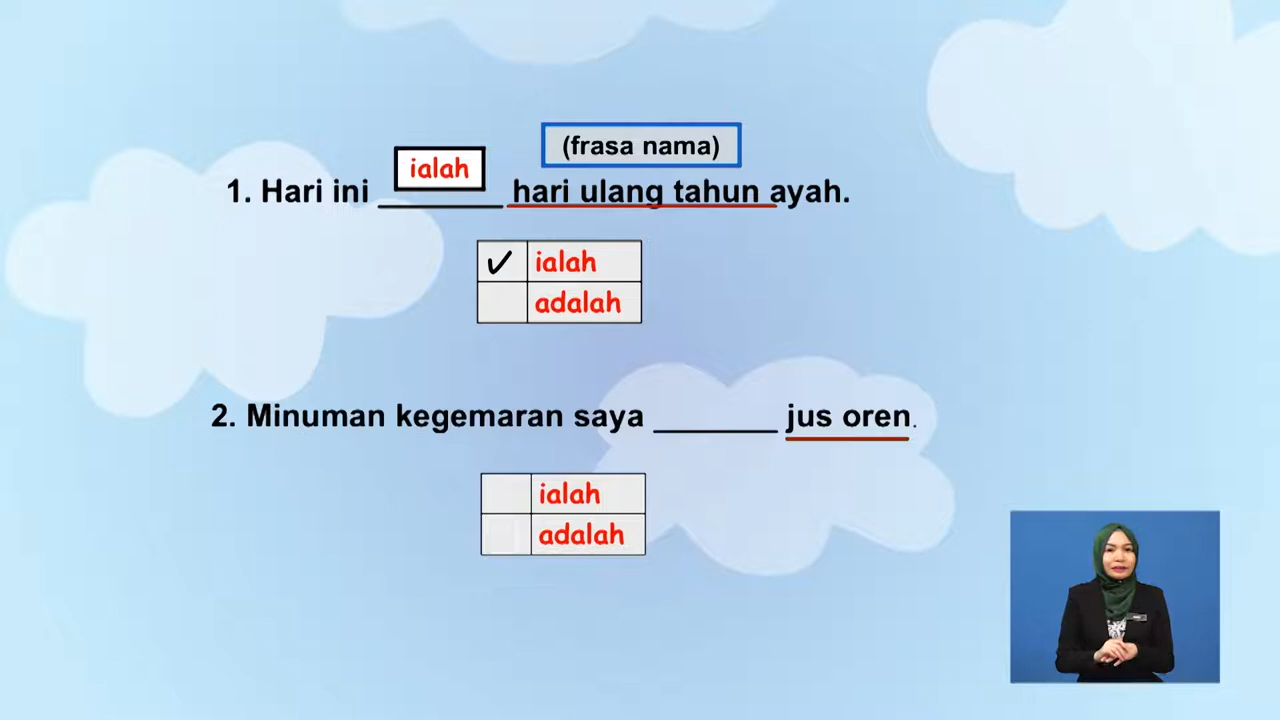 (frasa nama)
ialah
1. Hari ini ________ hari ulang tahun ayah.
✓ ialah
adalah
2. Minuman kegemaran saya ________ jus oren.
ialah
adalah